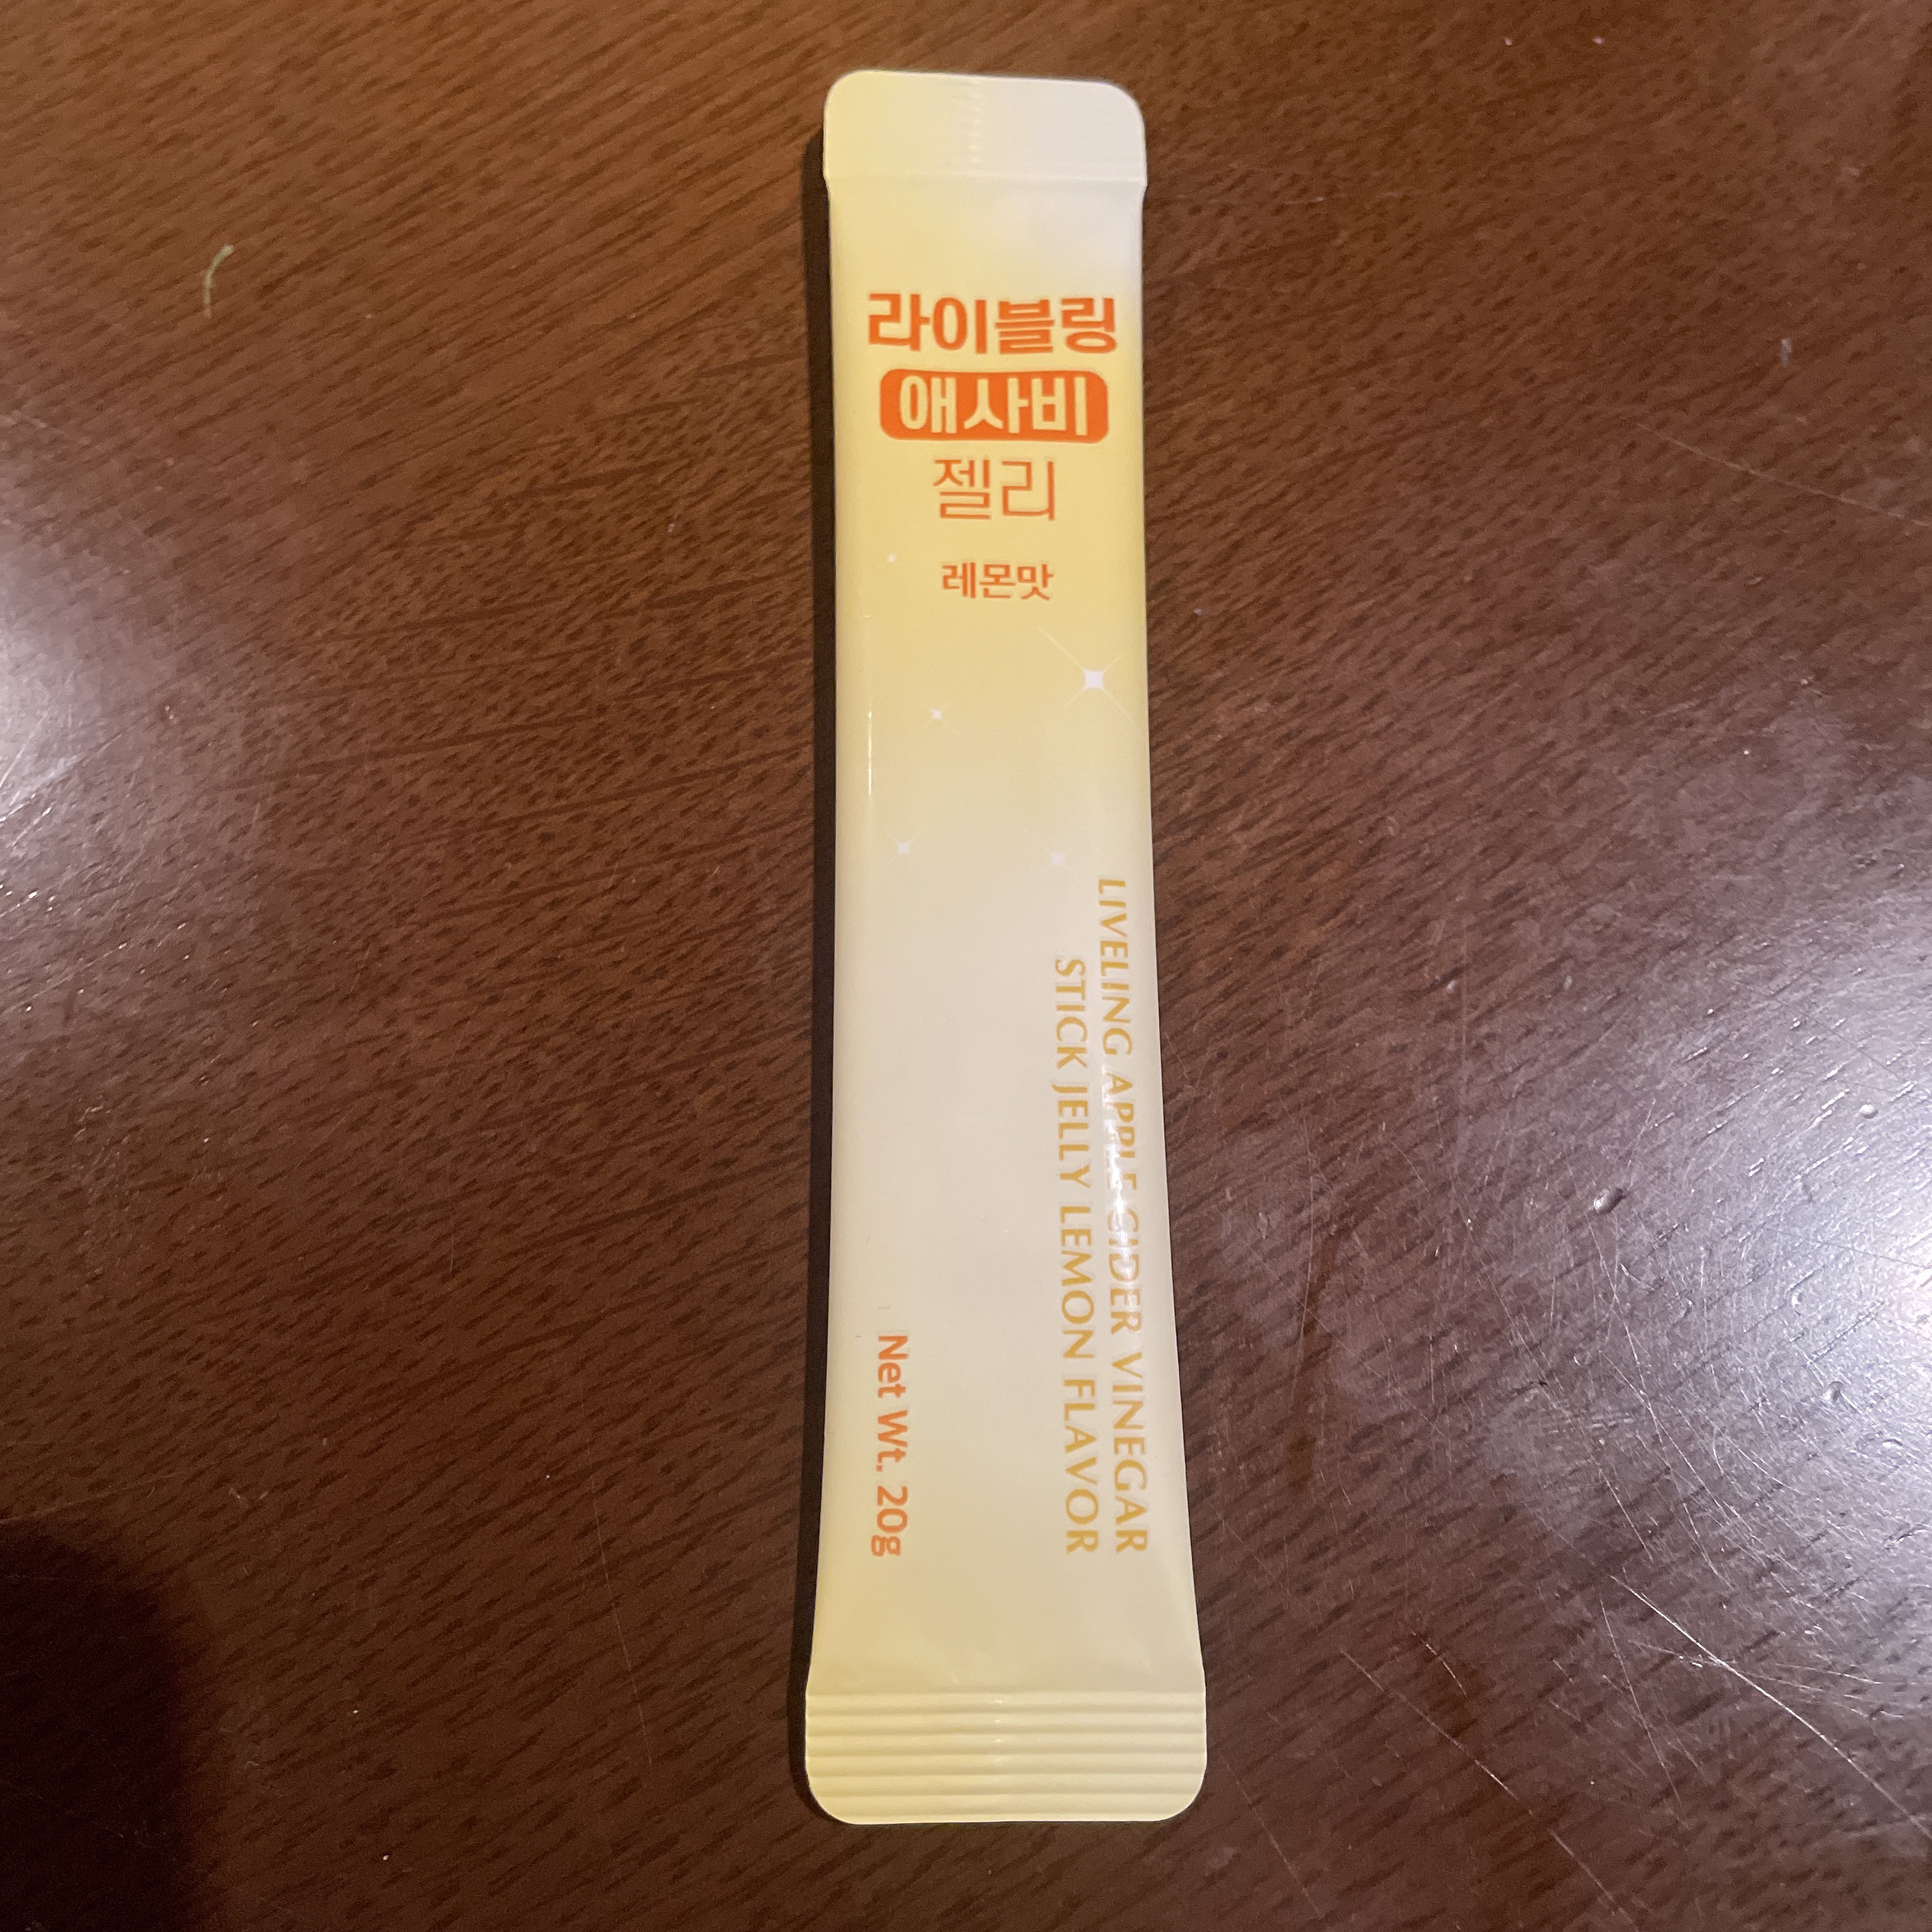 라이블링
애사비
젤리
레몬맛
LIVELING APPLE CIDER VINEGAR
STICK JELLY LEMON FLAVOR
Net Wt. 20g